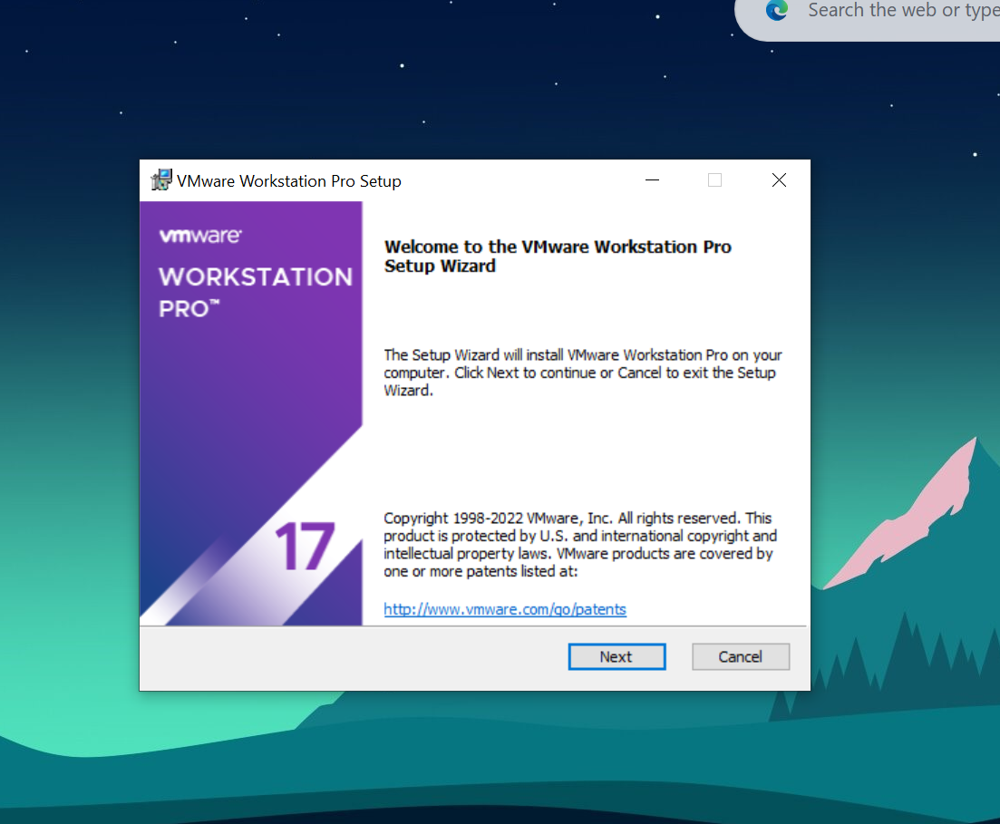 Search the web or type
VMware Workstation Pro Setup
vmware®
WORKSTATION
PRO™
17
Welcome to the VMware Workstation Pro
Setup Wizard
The Setup Wizard will install VMware Workstation Pro on your
computer. Click Next to continue or Cancel to exit the Setup
Wizard.
Copyright 1998-2022 VMware, Inc. All rights reserved. This
product is protected by U.S. and international copyright and
intellectual property laws. VMware products are covered by
one or more patents listed at:
http://www.vmware.com/go/patents
Next
Cancel